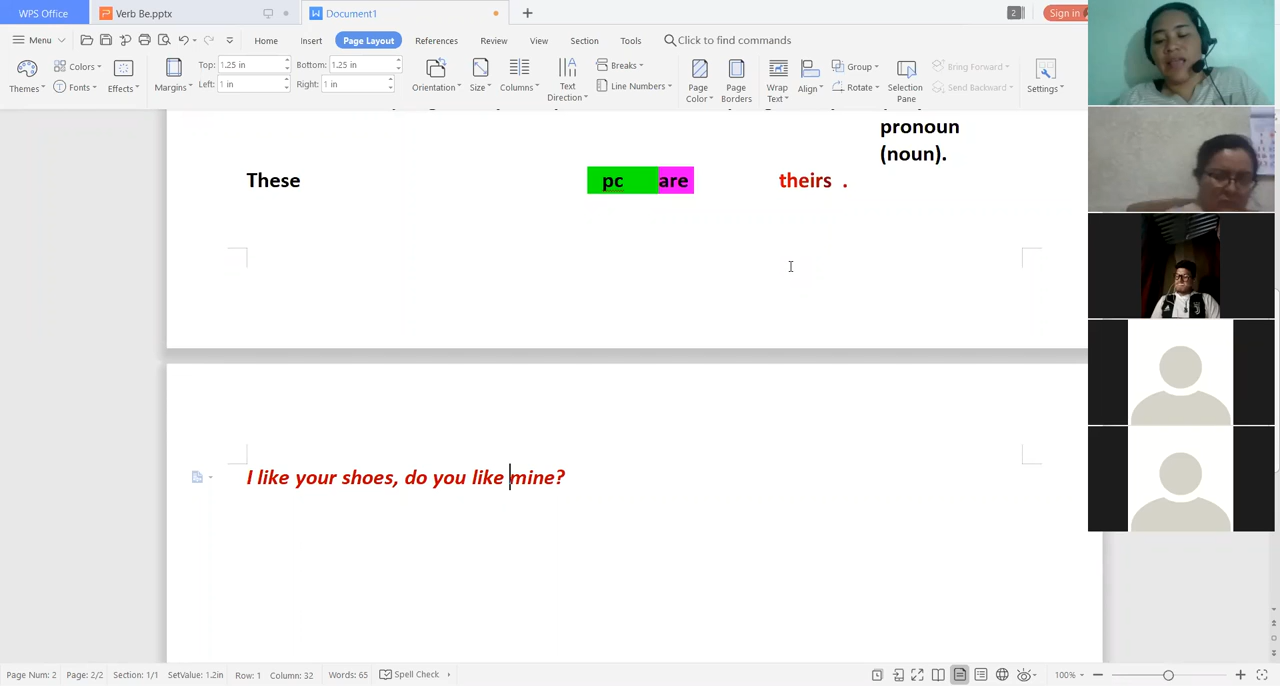 WPS Office
Verb Be.pptx
Document1
2
Sign in
Menu
Home
Insert
Page Layout
References
Review
View
Section
Tools
Click to find commands
Themes
Colors
Fonts
Effects
Margins
Top: 1.25 in
Bottom: 1.25 in
Left: 1 in
Right: 1 in
Orientation
Size
Columns
Text Direction
Breaks
Line Numbers
Page Color
Page Borders
Wrap Text
Align
Group
Rotate
Selection Pane
Bring Forward
Send Backward
Settings
pronoun
(noun).
These pc are theirs .
I like your shoes, do you like mine?
Page Num: 2 Page: 2/2 Section: 1/1 SetValue: 1.2in Row: 1 Column: 32 Words: 65 Spell Check 100%